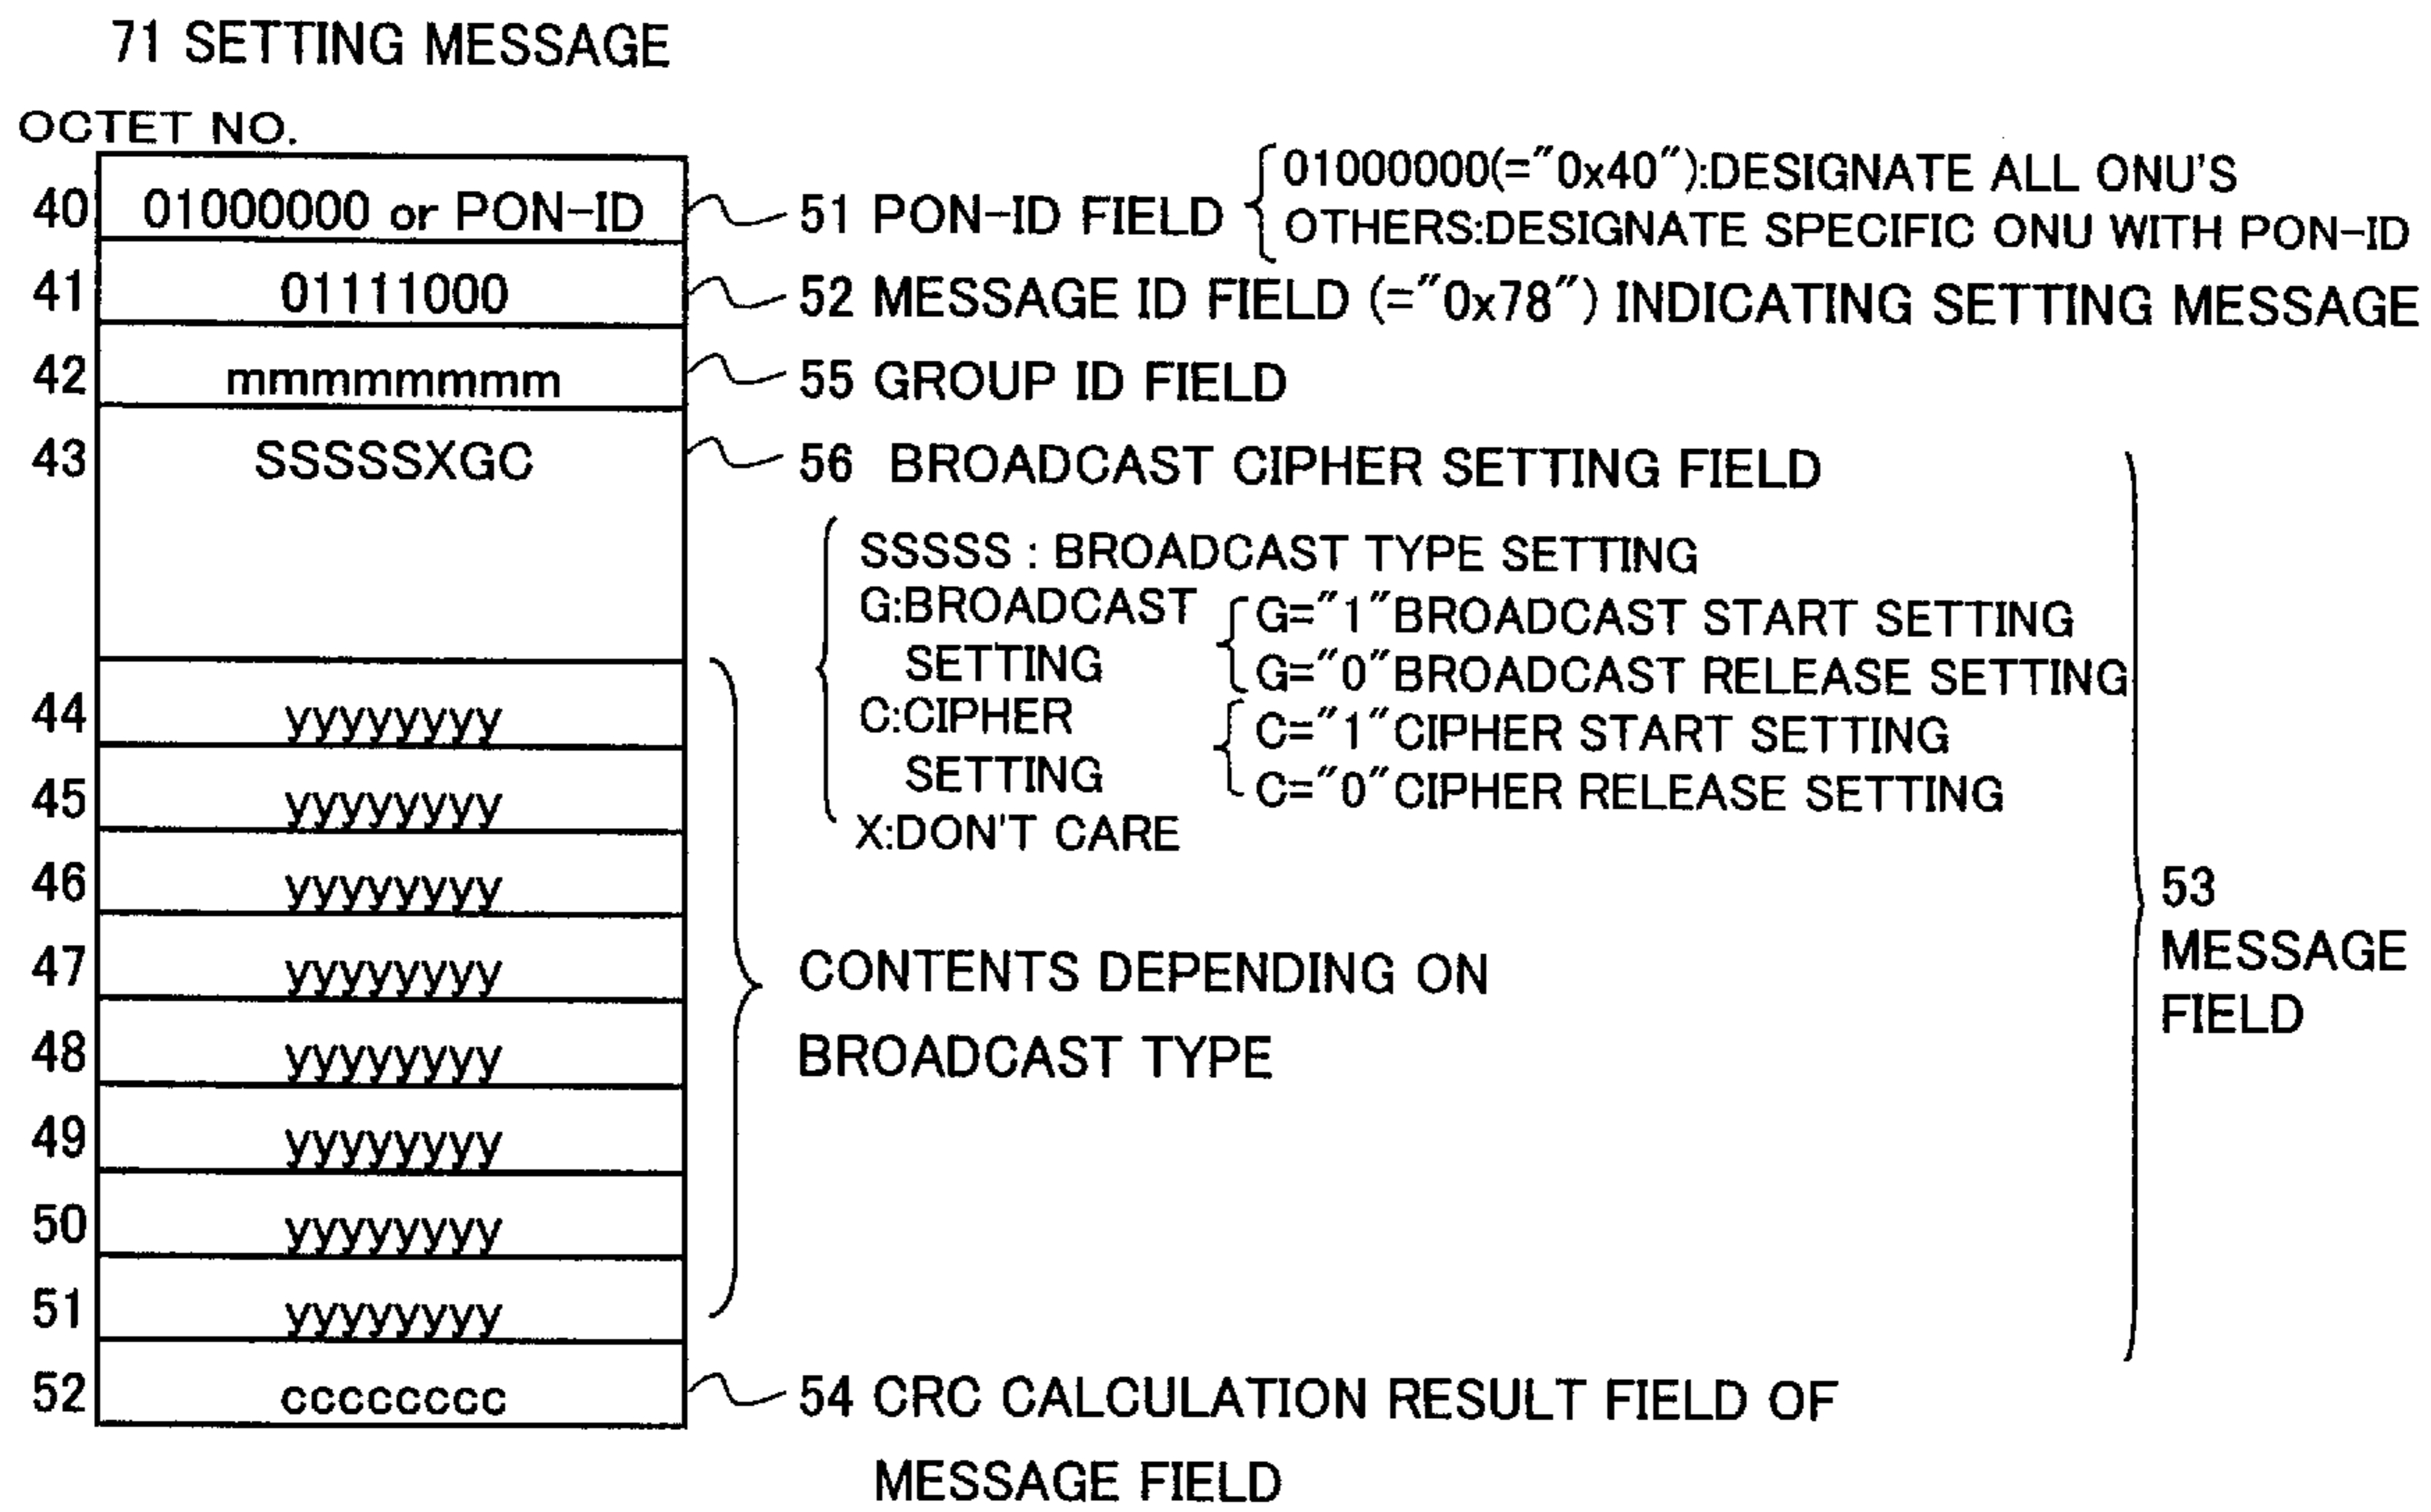 71 SETTING MESSAGE
OCTET NO.
40 01000000 or PON-ID 51 PON-ID FIELD
01000000(="0x40"):DESIGNATE ALL ONU'S
OTHERS:DESIGNATE SPECIFIC ONU WITH PON-ID
41 01111000 52 MESSAGE ID FIELD (="0x78") INDICATING SETTING MESSAGE
42 mmmmmmmm 55 GROUP ID FIELD
43 SSSSSXGC 56 BROADCAST CIPHER SETTING FIELD
SSSSS : BROADCAST TYPE SETTING
G:BROADCAST
SETTING
G="1"BROADCAST START SETTING
G="0"BROADCAST RELEASE SETTING
C:CIPHER
SETTING
C="1"CIPHER START SETTING
C="0"CIPHER RELEASE SETTING
X:DON'T CARE
44 yyyyyyyy
45 yyyyyyyy
46 yyyyyyyy
47 yyyyyyyy
48 yyyyyyyy
49 yyyyyyyy
50 yyyyyyyy
51 yyyyyyyy
CONTENTS DEPENDING ON
BROADCAST TYPE
53
MESSAGE
FIELD
52 cccccccc 54 CRC CALCULATION RESULT FIELD OF
MESSAGE FIELD